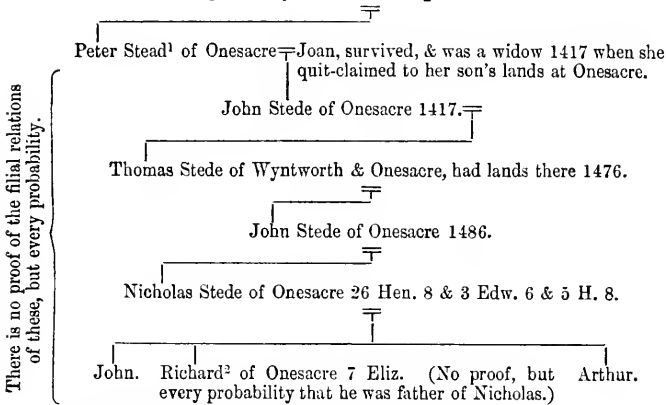 Peter Stead¹ of Onesacre Joan, survived, & was a widow 1417 when she
quit-claimed to her son's lands at Onesacre.
John Stede of Onesacre 1417.
Thomas Stede of Wyntworth & Onesacre, had lands there 1476.
John Stede of Onesacre 1486.
Nicholas Stede of Onesacre 26 Hen. 8 & 3 Edw. 6 & 5 H. 8.
John. Richard² of Onesacre 7 Eliz. (No proof, but Arthur.
every probability that he was father of Nicholas.)
There is no proof of the filial relations
of these, but every probability.